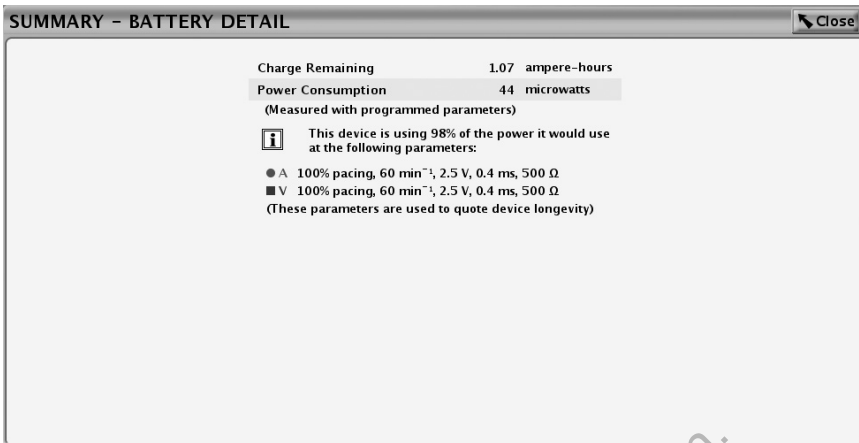 SUMMARY - BATTERY DETAIL
Close
Charge Remaining 1.07 ampere-hours
Power Consumption 44 microwatts
(Measured with programmed parameters)
This device is using 98% of the power it would use
at the following parameters:
A 100% pacing, 60 min⁻¹, 2.5 V, 0.4 ms, 500 Ω
V 100% pacing, 60 min⁻¹, 2.5 V, 0.4 ms, 500 Ω
(These parameters are used to quote device longevity)